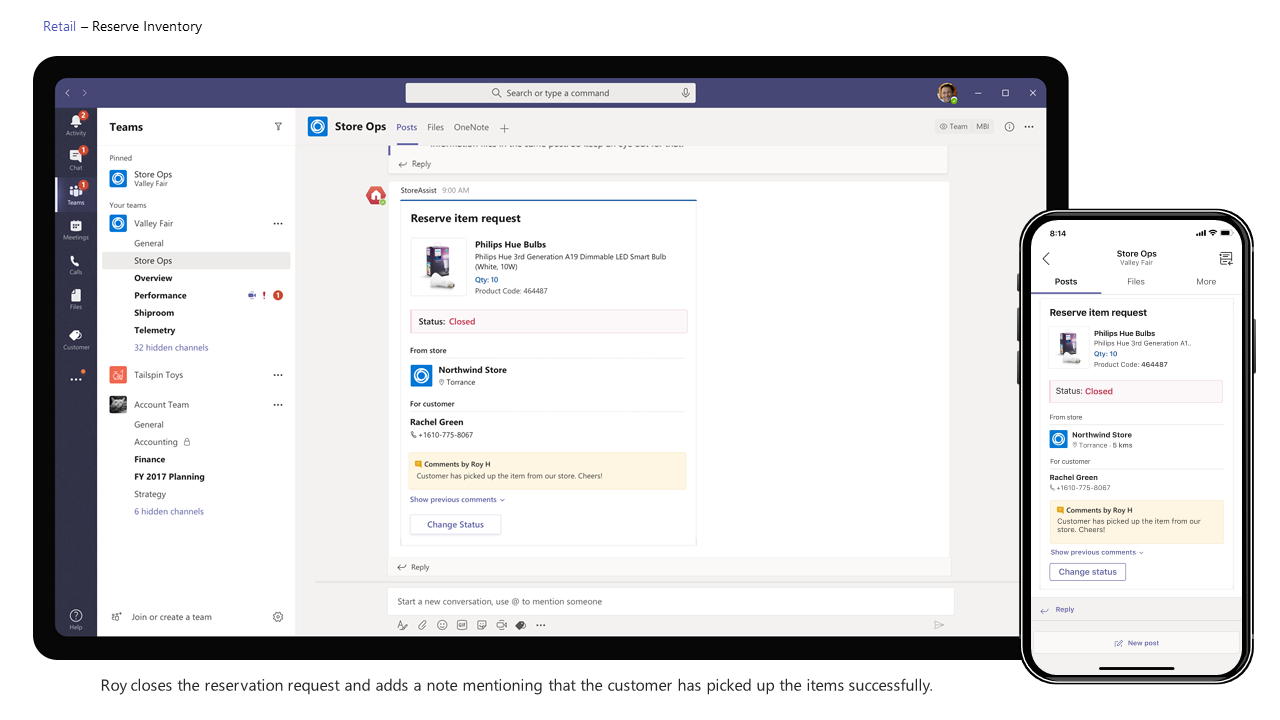 Retail – Reserve Inventory
Search or type a command
2
Activity
1
Chat
1
Teams
Meetings
Calls
Files
Customer
Help
Teams
Pinned
Store Ops
Valley Fair
Your teams
Valley Fair
General
Store Ops
Overview
Performance
! 1
Shiproom
Telemetry
32 hidden channels
Tailspin Toys
Account Team
General
Accounting
Finance
FY 2017 Planning
Strategy
6 hidden channels
Join or create a team
Store Ops Posts Files OneNote
Team MBI
Reply
StoreAssist 9:00 AM
Reserve item request
Philips Hue Bulbs
Philips Hue 3rd Generation A19 Dimmable LED Smart Bulb
(White, 10W)
Qty: 10
Product Code: 464487
Status: Closed
From store
Northwind Store
Torrance
For customer
Rachel Green
+1610-775-8067
Comments by Roy H
Customer has picked up the item from our store. Cheers!
Show previous comments
Change Status
Reply
Start a new conversation, use @ to mention someone
GIF
8:14
Store Ops
Valley Fair
Posts Files More
Reserve item request
Philips Hue Bulbs
Philips Hue 3rd Generation A1..
Qty: 10
Product Code: 464487
Status: Closed
From store
Northwind Store
Torrance · 5 kms
For customer
Rachel Green
+1610-775-8067
Comments by Roy H
Customer has picked up the item from our
store. Cheers!
Show previous comments
Change status
Reply
New post
Roy closes the reservation request and adds a note mentioning that the customer has picked up the items successfully.